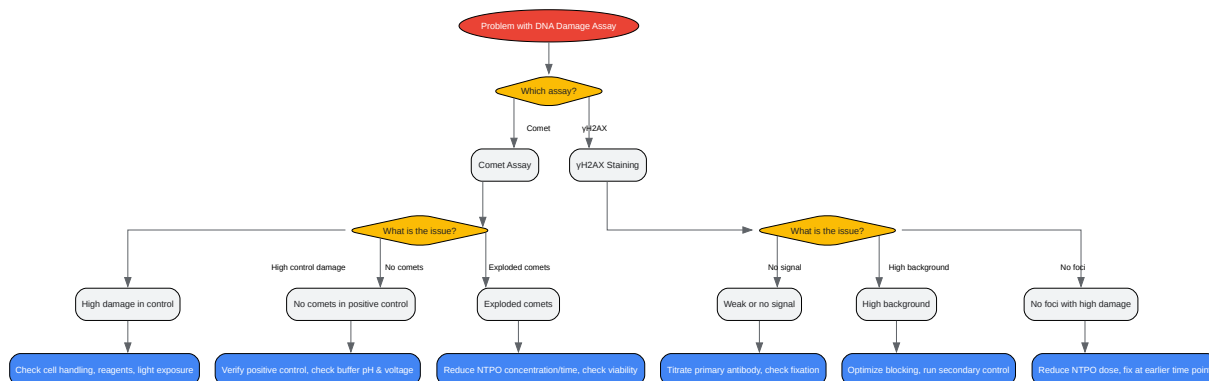 Problem with DNA Damage Assay
Which assay?
Comet
γH2AX
Comet Assay
γH2AX Staining
What is the issue?
What is the issue?
High control damage
No comets
Exploded comets
No signal
High background
No foci
High damage in control
No comets in positive control
Exploded comets
Weak or no signal
High background
No foci with high damage
Check cell handling, reagents, light exposure
Verify positive control, check buffer pH & voltage
Reduce NTPO concentration/time, check viability
Titrate primary antibody, check fixation
Optimize blocking, run secondary control
Reduce NTPO dose, fix at earlier time point